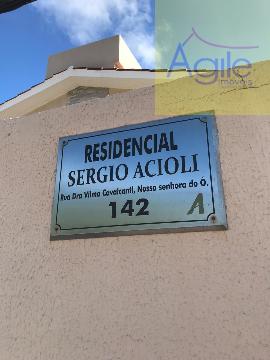 Agile
imóveis
RESIDENCIAL
SERGIO ACIOLI
Rua Dra Vilma Cavalcanti, Nossa senhora do Ó.
142